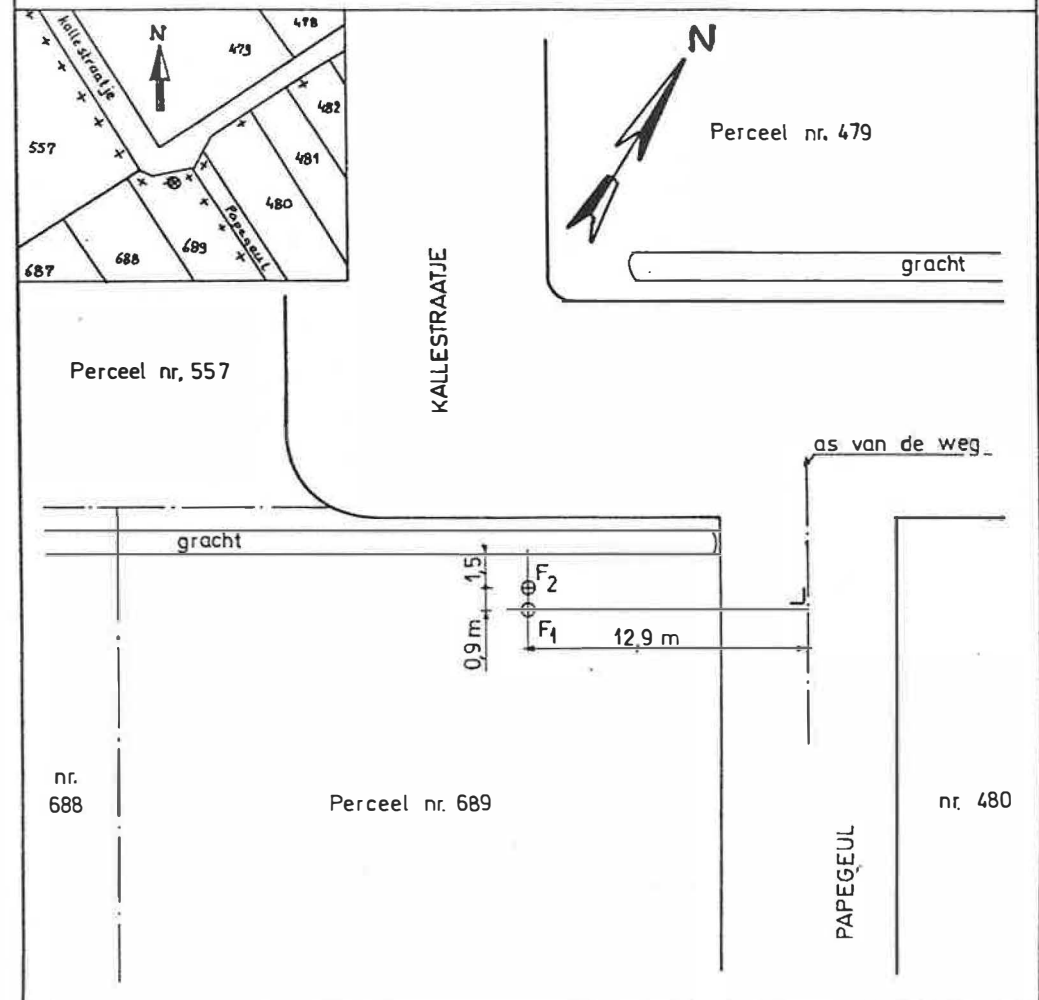 kallestraatje
N
478
479
482
557
481
480
Papegeul
689
688
687
N
Perceel nr. 479
gracht
KALLESTRAATJE
Perceel nr, 557
as van de weg
gracht
1,5
F2
F1
0,9 m
12,9 m
nr.
688
Perceel nr. 689
nr. 480
PAPEGEUL